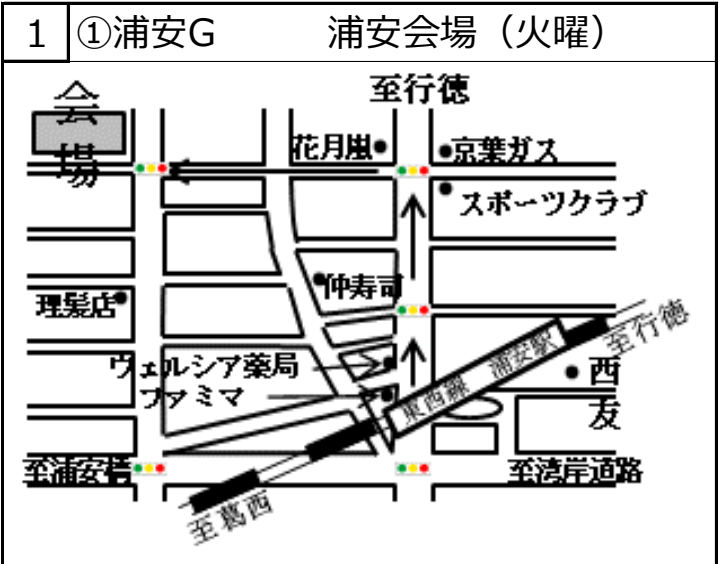 1 ①浦安G 浦安会場（火曜）
会場
至行徳
花月嵐
京葉ガス
スポーツクラブ
仲寿司
理髪店
至行徳
浦安駅
東西線
ウェルシア薬局
ファミマ
西友
至浦安橋
至湾岸道路
至葛西